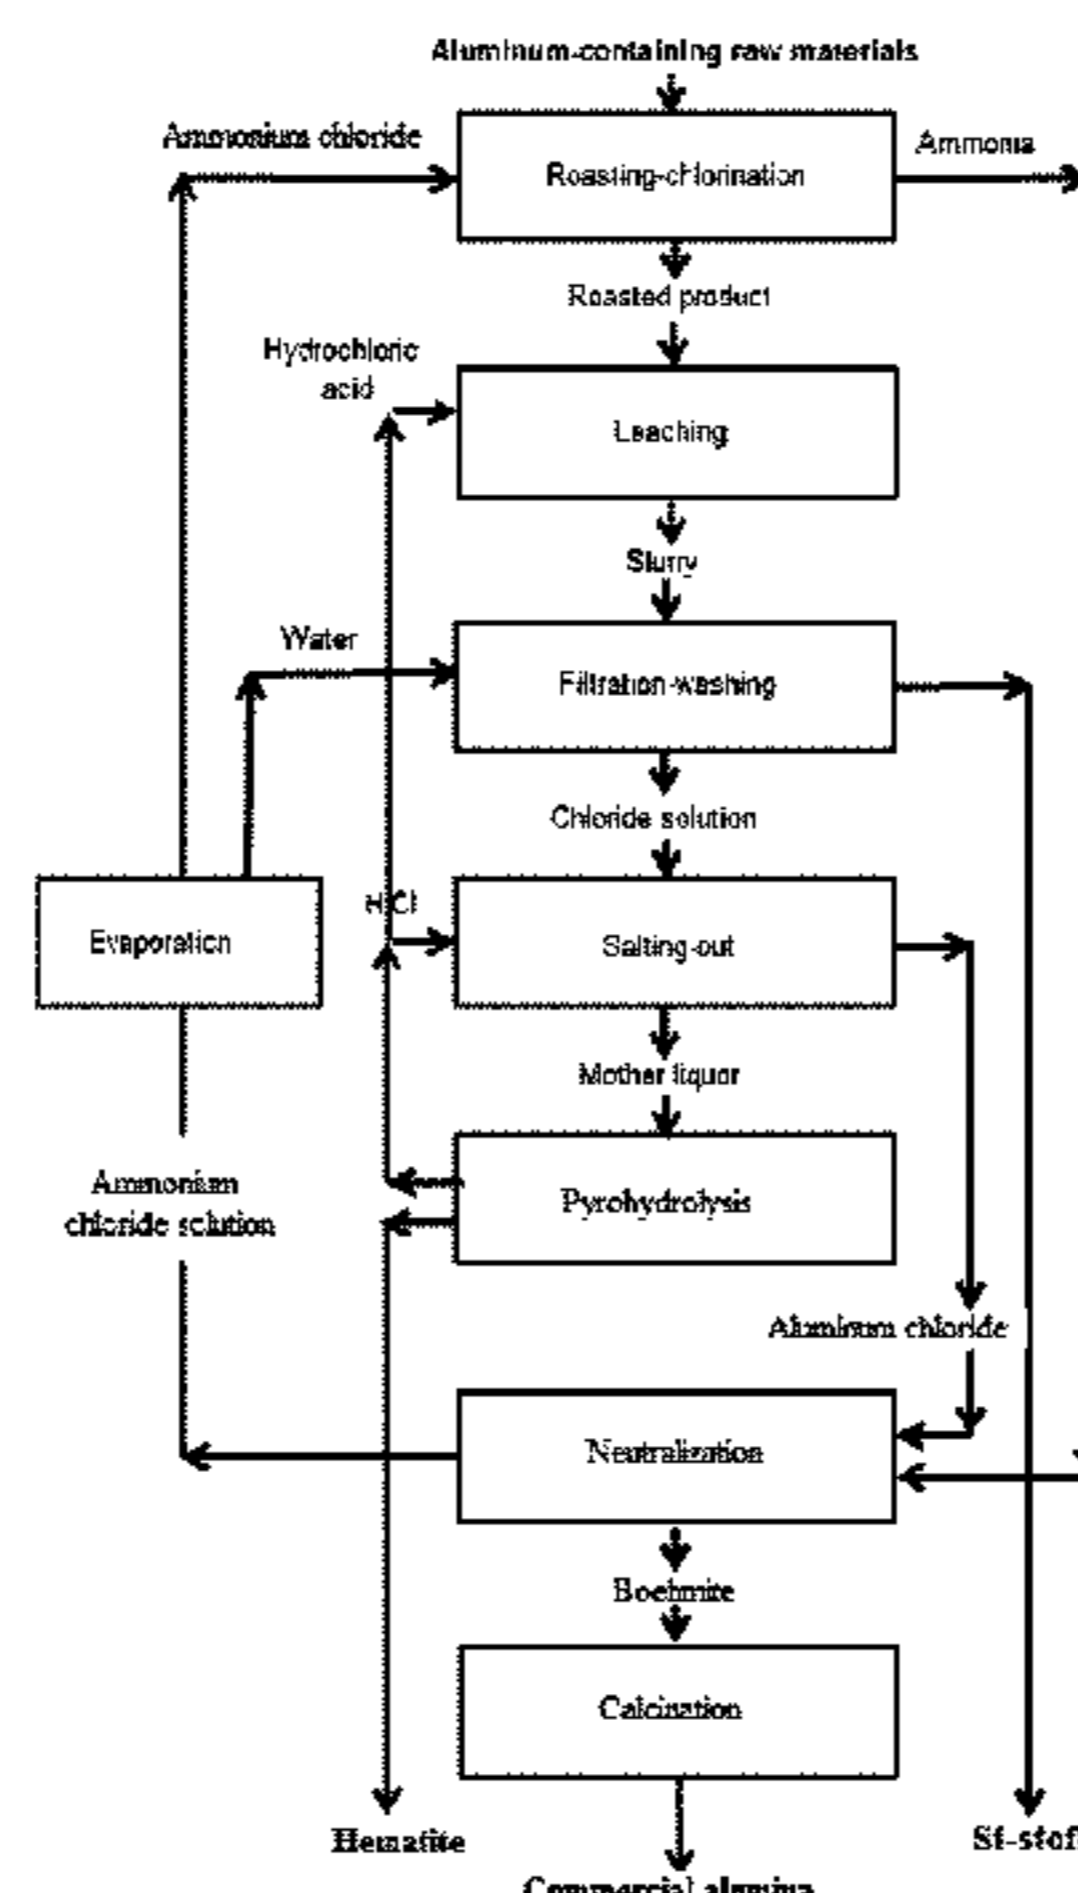 Aluminum-containing raw materials
Ammonium chloride
Ammonia
Roasting-chlorination
Roasted product
Hydrochloric
acid
Leaching
Slurry
Water
Filtration-washing
Chloride solution
HCl
Evaporation
Salting-out
Mother liquor
Ammonium
chloride solution
Pyrohydrolysis
Aluminum chloride
Neutralization
Boehmite
Calcination
Hematite
Si-stof
Commercial alumina